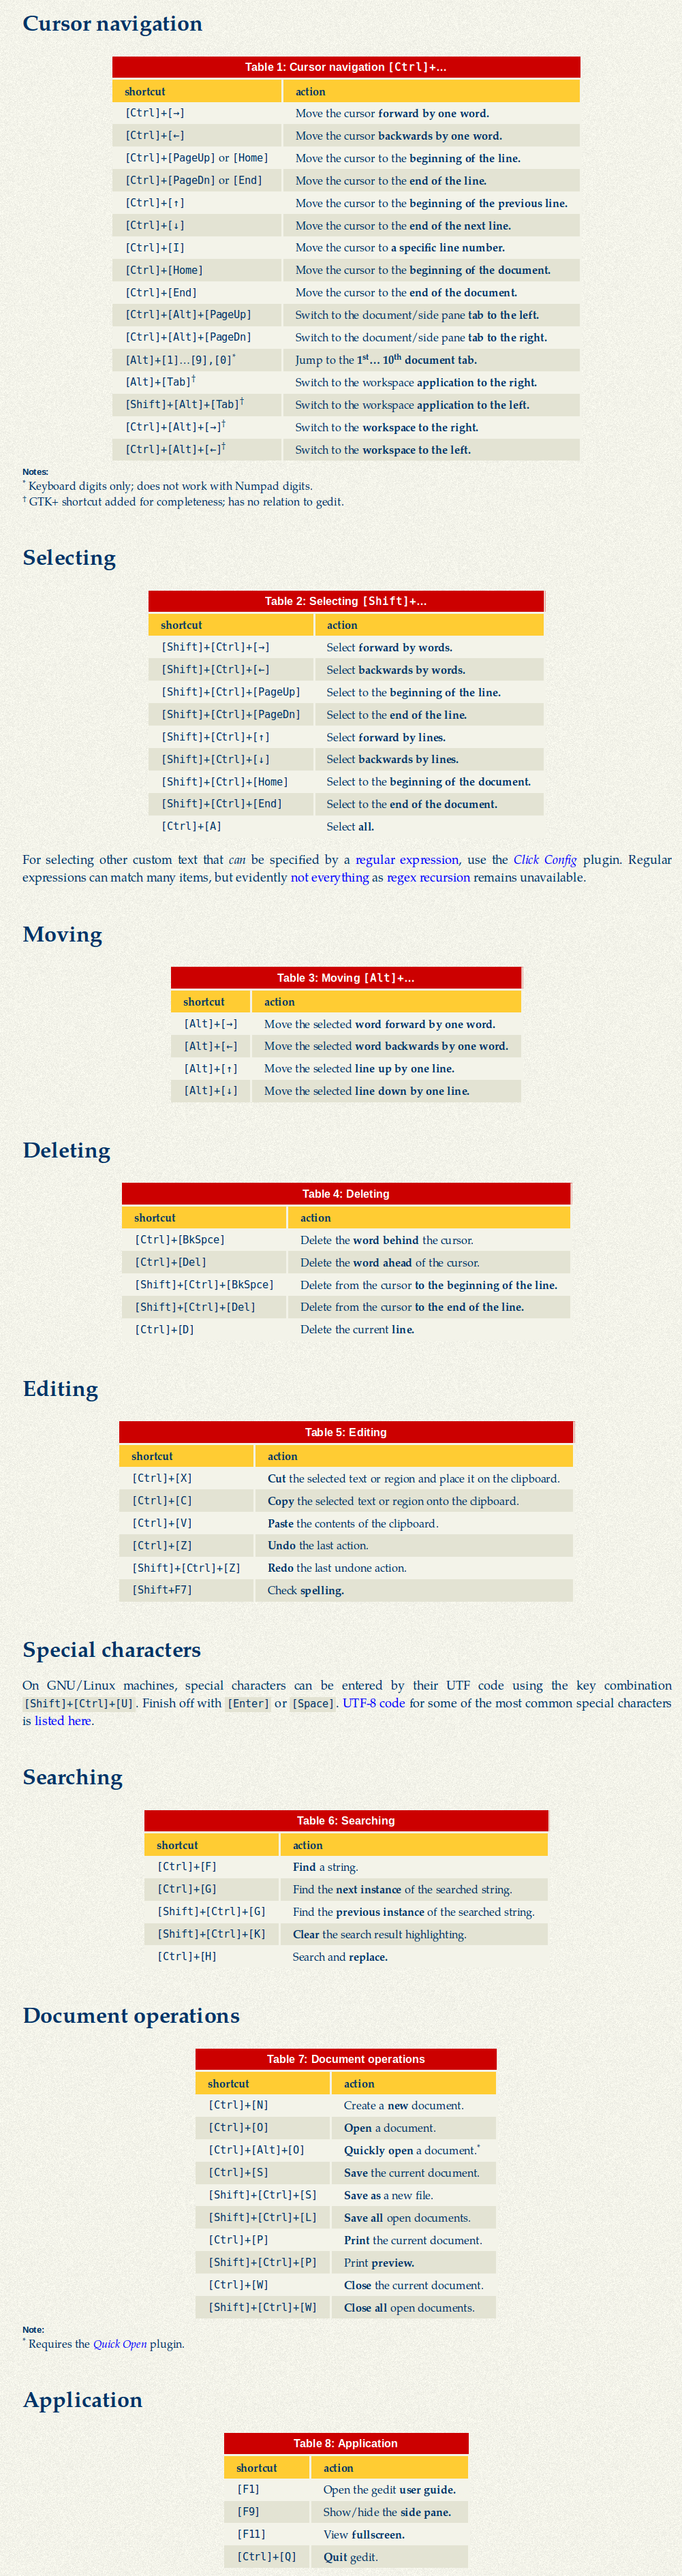 Cursor navigation
Table 1: Cursor navigation [Ctrl]+…
shortcut action
[Ctrl]+[→] Move the cursor forward by one word.
[Ctrl]+[←] Move the cursor backwards by one word.
[Ctrl]+[PageUp] or [Home] Move the cursor to the beginning of the line.
[Ctrl]+[PageDn] or [End] Move the cursor to the end of the line.
[Ctrl]+[↑] Move the cursor to the beginning of the previous line.
[Ctrl]+[↓] Move the cursor to the end of the next line.
[Ctrl]+[I] Move the cursor to a specific line number.
[Ctrl]+[Home] Move the cursor to the beginning of the document.
[Ctrl]+[End] Move the cursor to the end of the document.
[Ctrl]+[Alt]+[PageUp] Switch to the document/side pane tab to the left.
[Ctrl]+[Alt]+[PageDn] Switch to the document/side pane tab to the right.
[Alt]+[1]…[9],[0]* Jump to the 1st… 10th document tab.
[Alt]+[Tab]† Switch to the workspace application to the right.
[Shift]+[Alt]+[Tab]† Switch to the workspace application to the left.
[Ctrl]+[Alt]+[→]† Switch to the workspace to the right.
[Ctrl]+[Alt]+[←]† Switch to the workspace to the left.
Notes:
* Keyboard digits only; does not work with Numpad digits.
† GTK+ shortcut added for completeness; has no relation to gedit.
Selecting
Table 2: Selecting [Shift]+…
shortcut action
[Shift]+[Ctrl]+[→] Select forward by words.
[Shift]+[Ctrl]+[←] Select backwards by words.
[Shift]+[Ctrl]+[PageUp] Select to the beginning of the line.
[Shift]+[Ctrl]+[PageDn] Select to the end of the line.
[Shift]+[Ctrl]+[↑] Select forward by lines.
[Shift]+[Ctrl]+[↓] Select backwards by lines.
[Shift]+[Ctrl]+[Home] Select to the beginning of the document.
[Shift]+[Ctrl]+[End] Select to the end of the document.
[Ctrl]+[A] Select all.
For selecting other custom text that can be specified by a regular expression, use the Click Config plugin. Regular
expressions can match many items, but evidently not everything as regex recursion remains unavailable.
Moving
Table 3: Moving [Alt]+…
shortcut action
[Alt]+[→] Move the selected word forward by one word.
[Alt]+[←] Move the selected word backwards by one word.
[Alt]+[↑] Move the selected line up by one line.
[Alt]+[↓] Move the selected line down by one line.
Deleting
Table 4: Deleting
shortcut action
[Ctrl]+[BkSpce] Delete the word behind the cursor.
[Ctrl]+[Del] Delete the word ahead of the cursor.
[Shift]+[Ctrl]+[BkSpce] Delete from the cursor to the beginning of the line.
[Shift]+[Ctrl]+[Del] Delete from the cursor to the end of the line.
[Ctrl]+[D] Delete the current line.
Editing
Table 5: Editing
shortcut action
[Ctrl]+[X] Cut the selected text or region and place it on the clipboard.
[Ctrl]+[C] Copy the selected text or region onto the clipboard.
[Ctrl]+[V] Paste the contents of the clipboard.
[Ctrl]+[Z] Undo the last action.
[Shift]+[Ctrl]+[Z] Redo the last undone action.
[Shift+F7] Check spelling.
Special characters
On GNU/Linux machines, special characters can be entered by their UTF code using the key combination
[Shift]+[Ctrl]+[U]. Finish off with [Enter] or [Space]. UTF-8 code for some of the most common special characters
is listed here.
Searching
Table 6: Searching
shortcut action
[Ctrl]+[F] Find a string.
[Ctrl]+[G] Find the next instance of the searched string.
[Shift]+[Ctrl]+[G] Find the previous instance of the searched string.
[Shift]+[Ctrl]+[K] Clear the search result highlighting.
[Ctrl]+[H] Search and replace.
Document operations
Table 7: Document operations
shortcut action
[Ctrl]+[N] Create a new document.
[Ctrl]+[O] Open a document.
[Ctrl]+[Alt]+[O] Quickly open a document.*
[Ctrl]+[S] Save the current document.
[Shift]+[Ctrl]+[S] Save as a new file.
[Shift]+[Ctrl]+[L] Save all open documents.
[Ctrl]+[P] Print the current document.
[Shift]+[Ctrl]+[P] Print preview.
[Ctrl]+[W] Close the current document.
[Shift]+[Ctrl]+[W] Close all open documents.
Note:
* Requires the Quick Open plugin.
Application
Table 8: Application
shortcut action
[F1] Open the gedit user guide.
[F9] Show/hide the side pane.
[F11] View fullscreen.
[Ctrl]+[Q] Quit gedit.